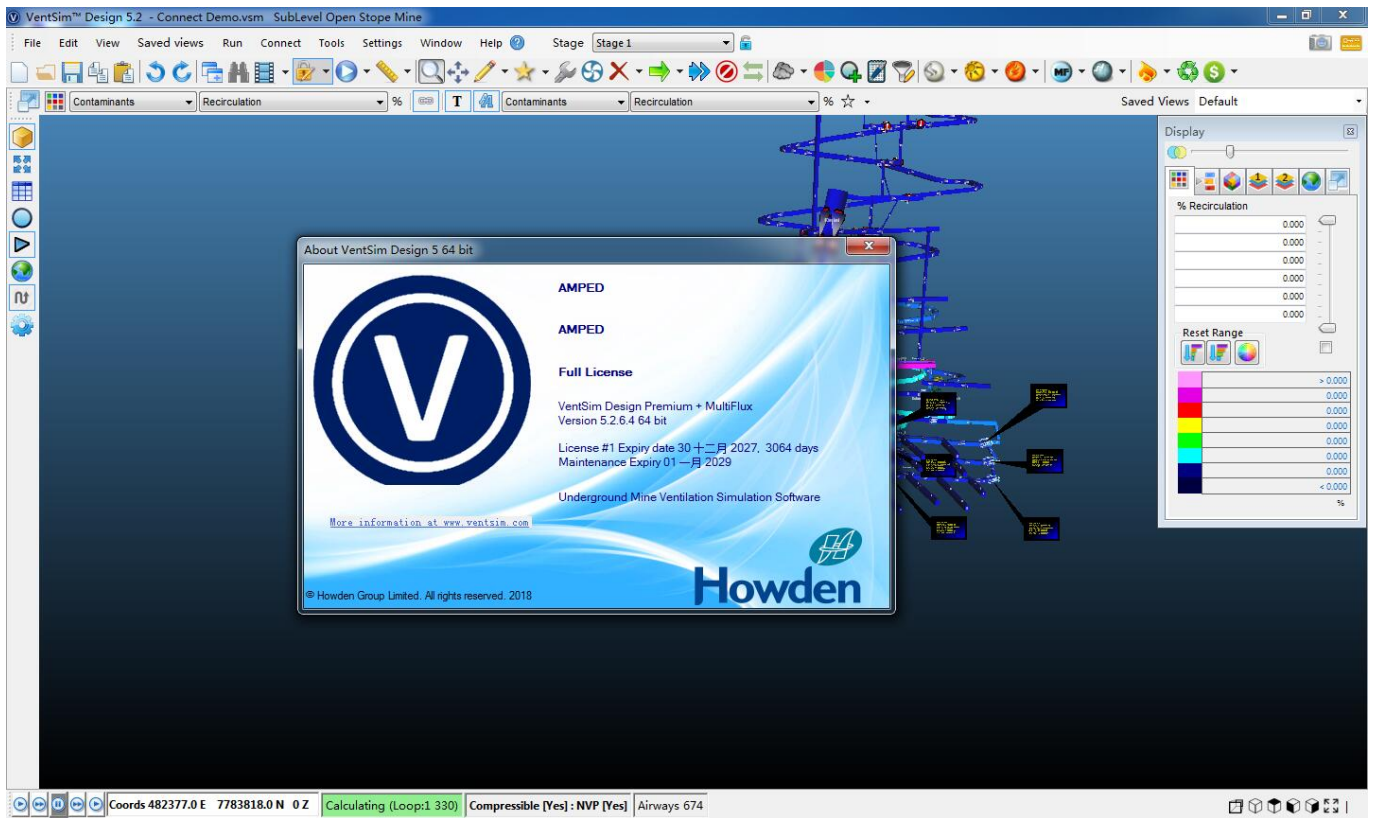 VentSim™ Design 5.2 - Connect Demo.vsm SubLevel Open Stope Mine
File Edit View Saved views Run Connect Tools Settings Window Help Stage Stage 1
Contaminants Recirculation % T Contaminants Recirculation % Saved Views Default
Display
% Recirculation
0.000
0.000
0.000
0.000
0.000
0.000
Reset Range
> 0.000
0.000
0.000
0.000
0.000
0.000
0.000
< 0.000
%
About VentSim Design 5 64 bit
AMPED
AMPED
Full License
VentSim Design Premium + MultiFlux
Version 5.2.6.4 64 bit
License #1 Expiry date 30 十二月 2027, 3064 days
Maintenance Expiry 01 一月 2029
Underground Mine Ventilation Simulation Software
More information at www.ventsim.com
Howden
© Howden Group Limited. All rights reserved. 2018
Coords 482377.0 E 7783818.0 N 0 Z Calculating (Loop:1 330) Compressible [Yes] : NVP [Yes] Airways 674